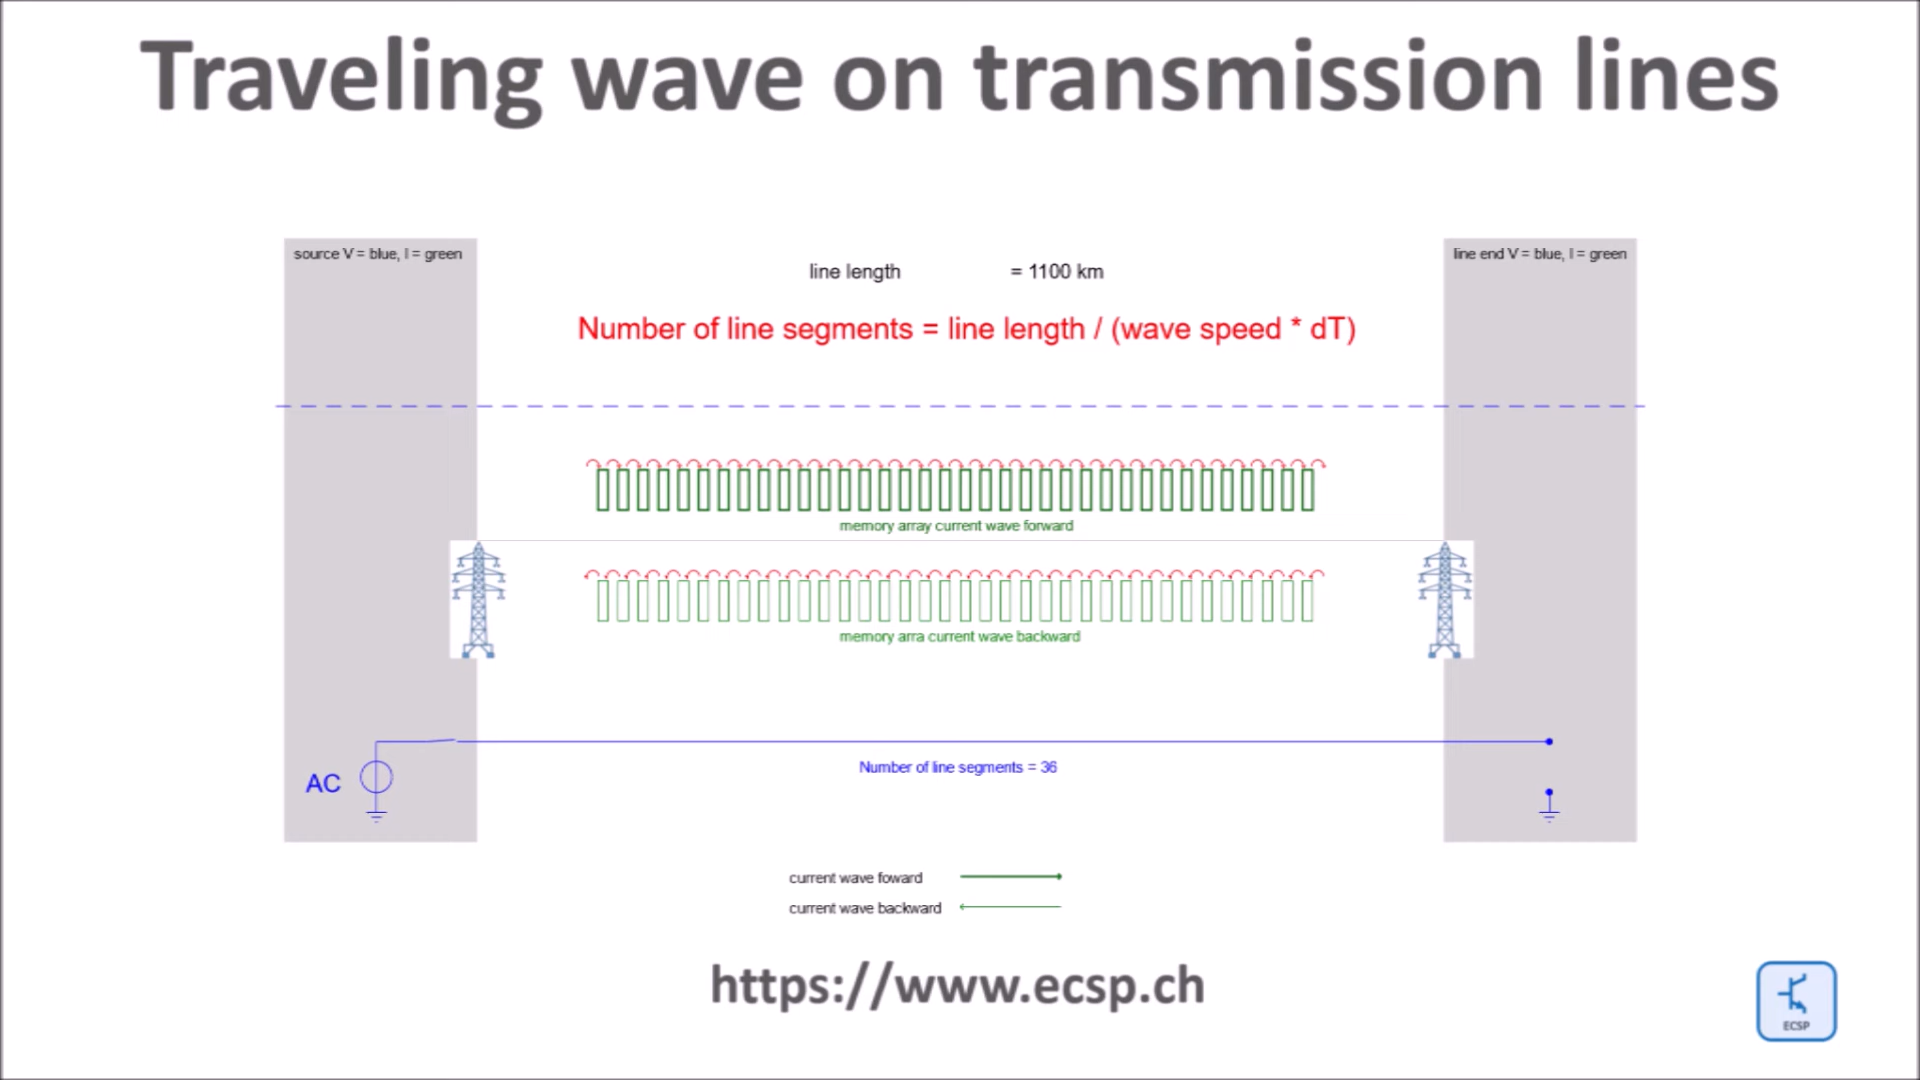 Traveling wave on transmission lines
source V = blue, I = green
line end V = blue, I = green
line length = 1100 km
Number of line segments = line length / (wave speed * dT)
memory array current wave forward
memory arra current wave backward
AC
Number of line segments = 36
current wave foward
current wave backward
https://www.ecsp.ch
ECSP